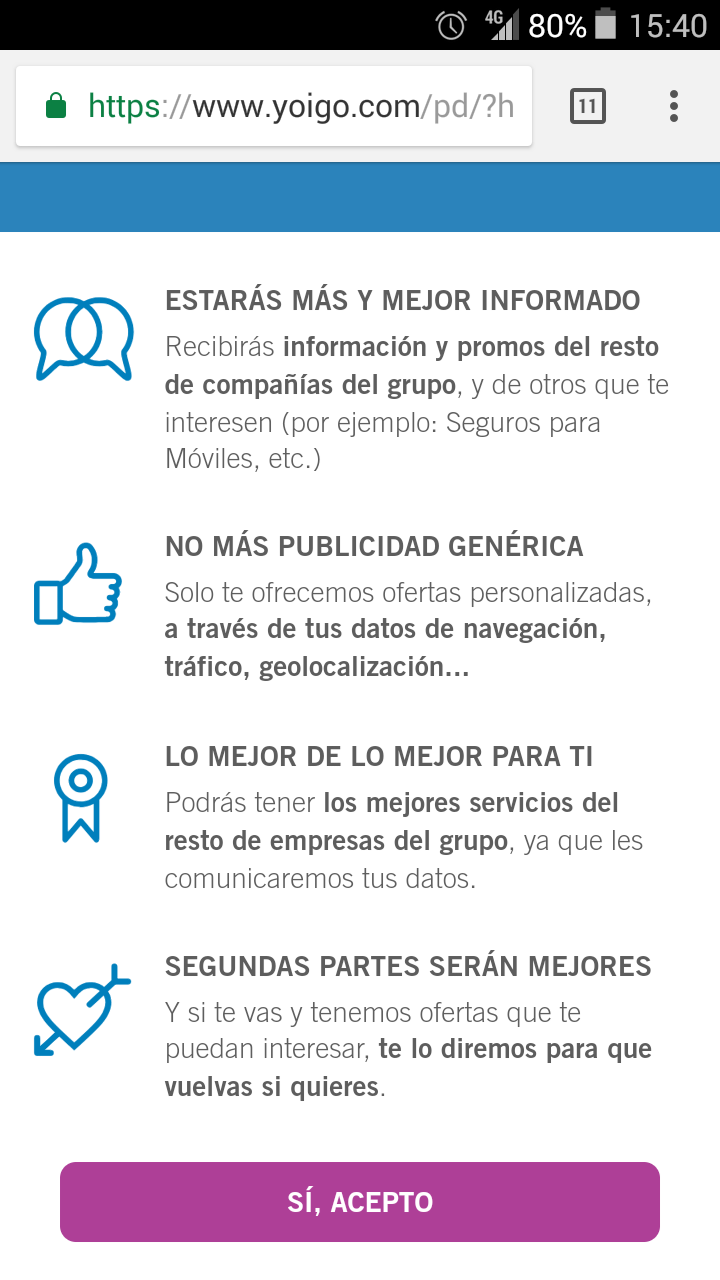 4G 80% 15:40
https://www.yoigo.com/pd/?h 11
ESTARÁS MÁS Y MEJOR INFORMADO
Recibirás información y promos del resto
de compañías del grupo, y de otros que te
interesen (por ejemplo: Seguros para
Móviles, etc.)
NO MÁS PUBLICIDAD GENÉRICA
Solo te ofrecemos ofertas personalizadas,
a través de tus datos de navegación,
tráfico, geolocalización...
LO MEJOR DE LO MEJOR PARA TI
Podrás tener los mejores servicios del
resto de empresas del grupo, ya que les
comunicaremos tus datos.
SEGUNDAS PARTES SERÁN MEJORES
Y si te vas y tenemos ofertas que te
puedan interesar, te lo diremos para que
vuelvas si quieres.
SÍ, ACEPTO